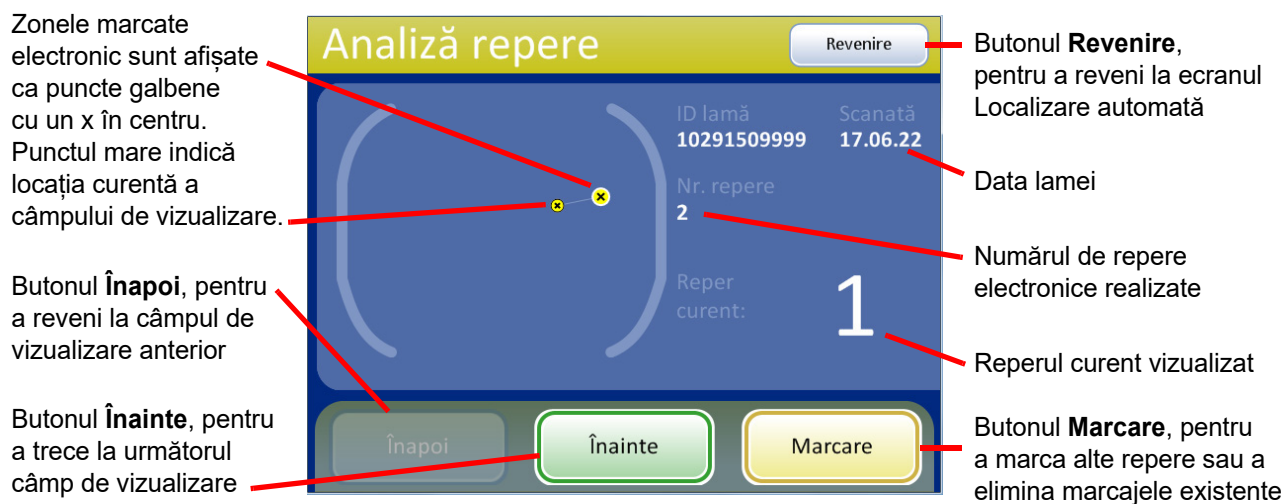 Zonele marcate
electronic sunt afișate
ca puncte galbene
cu un x în centru.
Punctul mare indică
locația curentă a
câmpului de vizualizare.
Butonul Înapoi, pentru
a reveni la câmpul de
vizualizare anterior
Butonul Înainte, pentru
a trece la următorul
câmp de vizualizare
Analiză repere
Revenire
ID lamă
10291509999
Scanată
17.06.22
Nr. repere
2
Reper
curent:
1
Înapoi
Înainte
Marcare
Butonul Revenire,
pentru a reveni la ecranul
Localizare automată
Data lamei
Numărul de repere
electronice realizate
Reperul curent vizualizat
Butonul Marcare, pentru
a marca alte repere sau a
elimina marcajele existente